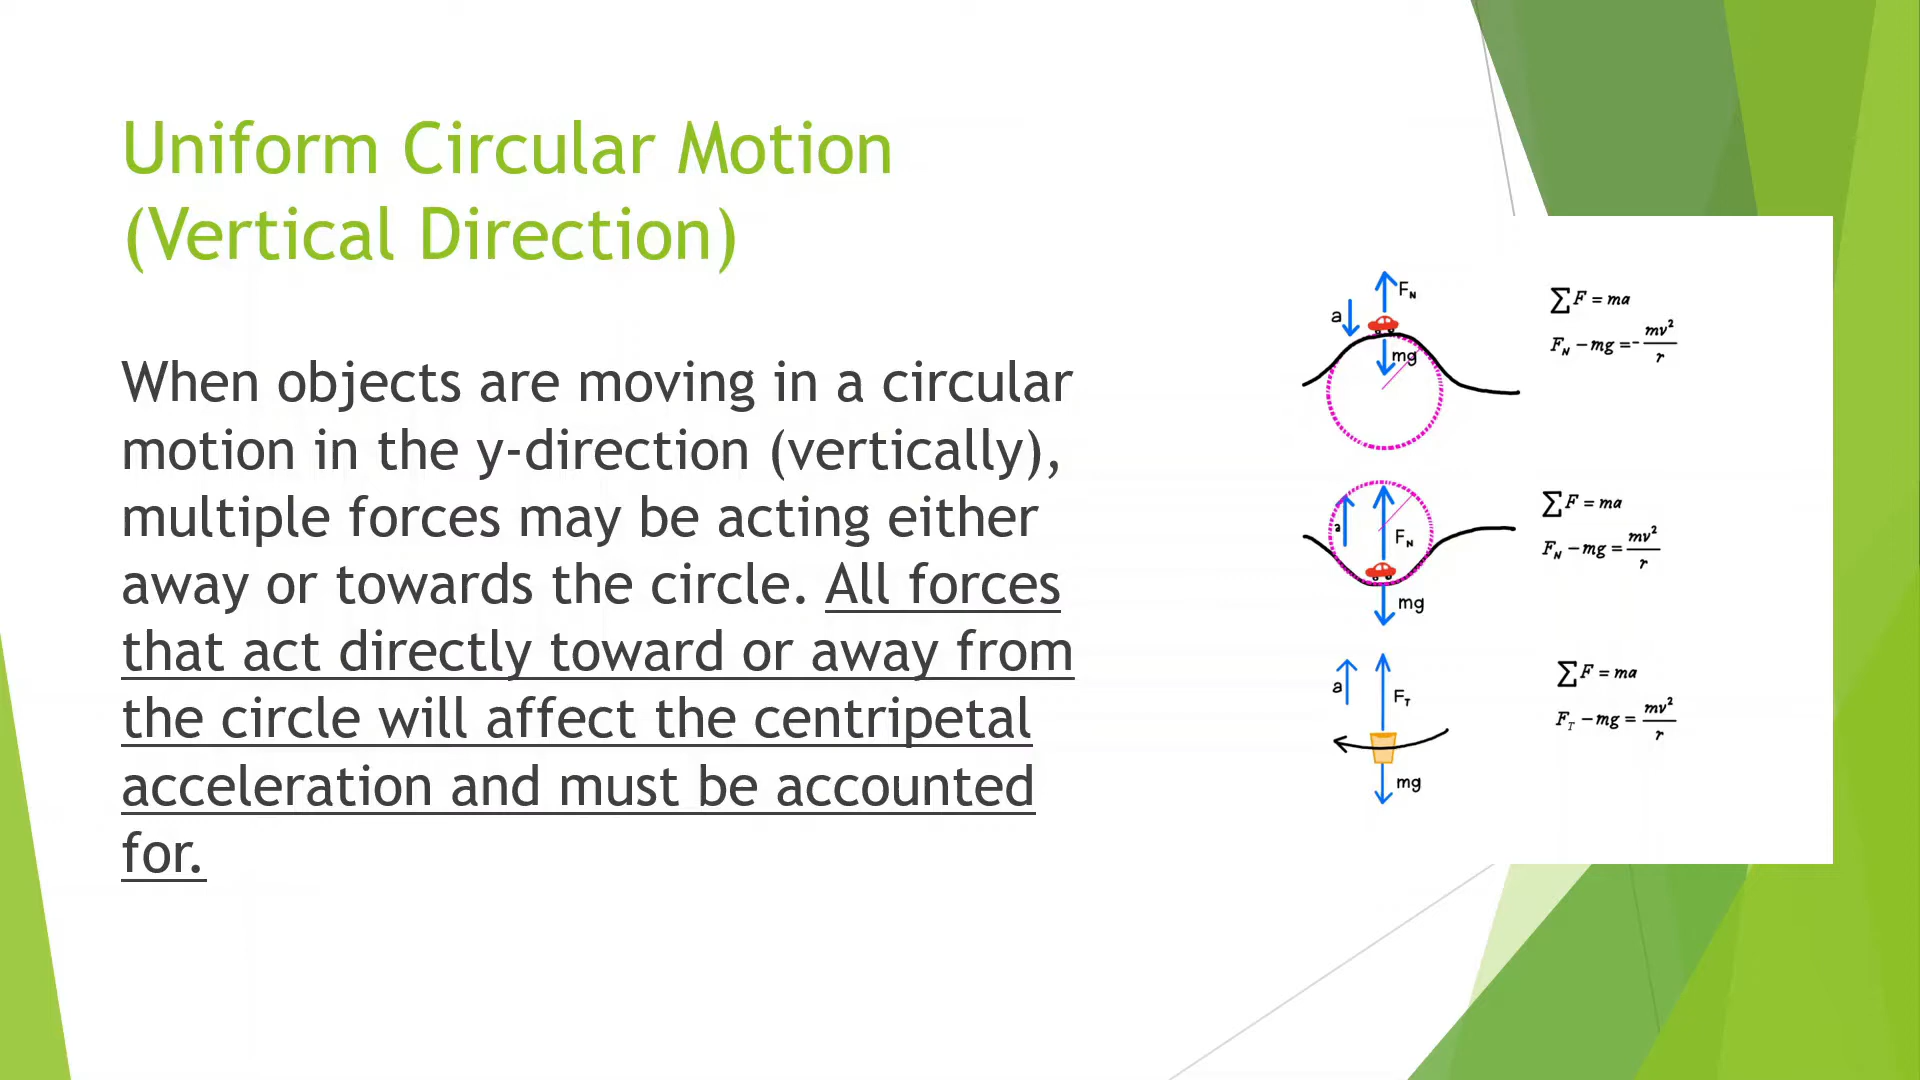 Uniform Circular Motion
(Vertical Direction)
When objects are moving in a circular
motion in the y-direction (vertically),
multiple forces may be acting either
away or towards the circle. All forces
that act directly toward or away from
the circle will affect the centripetal
acceleration and must be accounted
for.
F_N
a
mg
∑F = ma
F_N − mg = − mv²/r
a
F_N
mg
∑F = ma
F_N − mg = mv²/r
a
F_T
mg
∑F = ma
F_T − mg = mv²/r